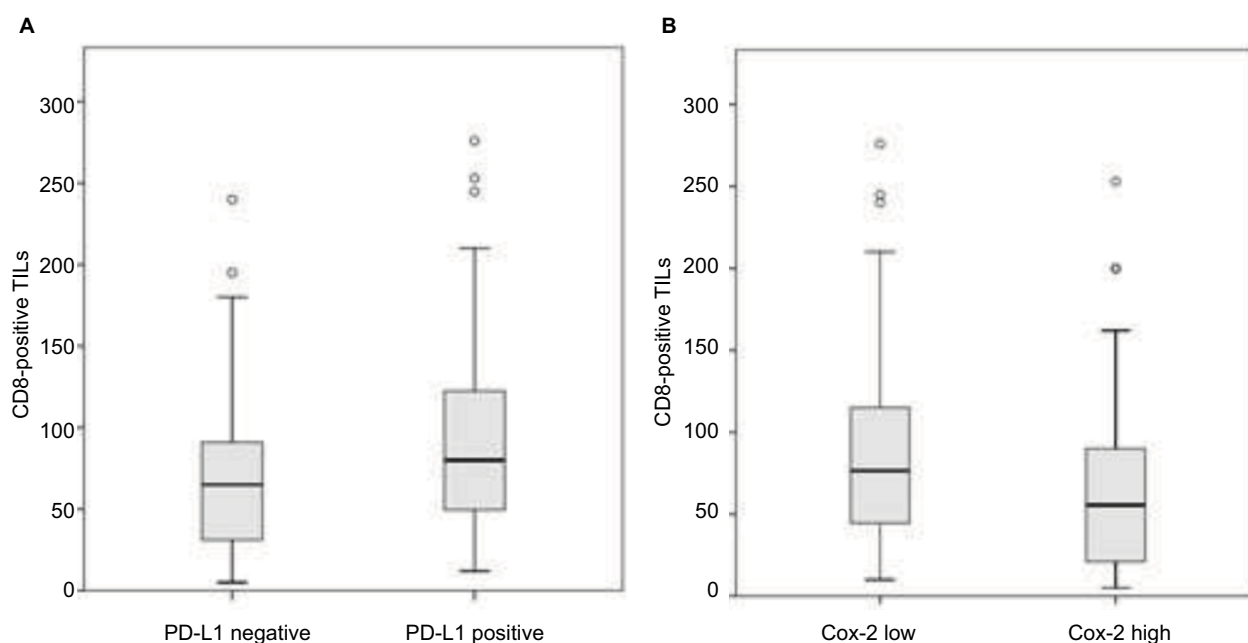 A
CD8-positive TILs
300
250
200
150
100
50
0
PD-L1 negative PD-L1 positive
B
CD8-positive TILs
300
250
200
150
100
50
0
Cox-2 low Cox-2 high